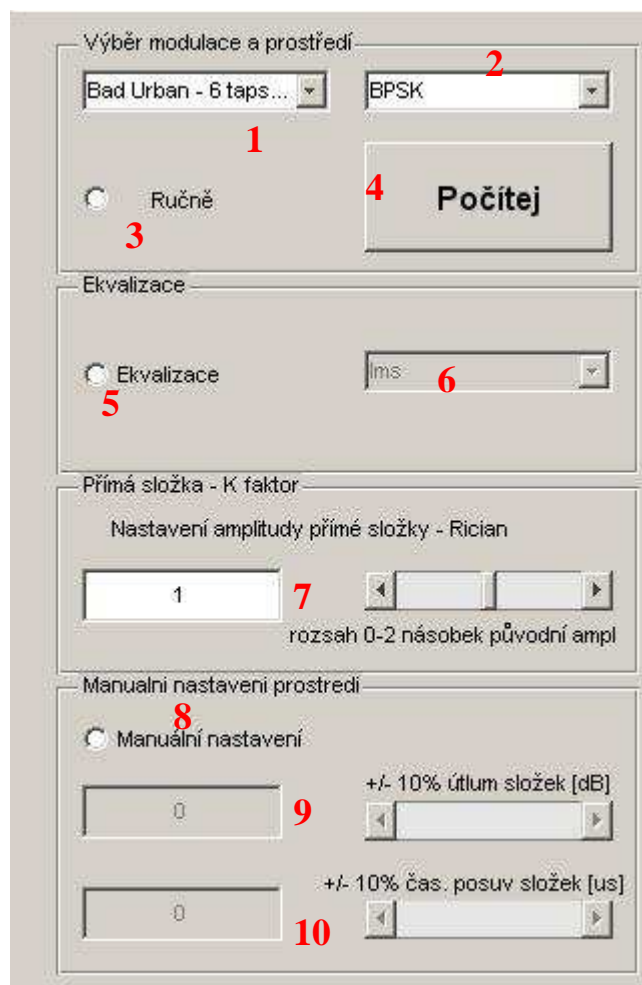 Výběr modulace a prostředí
2
Bad Urban - 6 taps... BPSK
1
4 Počítej
Ručně
3
Ekvalizace
Ekvalizace lms 6
5
Přímá složka - K faktor
Nastavení amplitudy přímé složky - Rician
1 7
rozsah 0-2 násobek původní ampl
Manualni nastaveni prostredi
8
Manuální nastavení
+/- 10% útlum složek [dB]
0 9
+/- 10% čas. posuv složek [us]
0 10